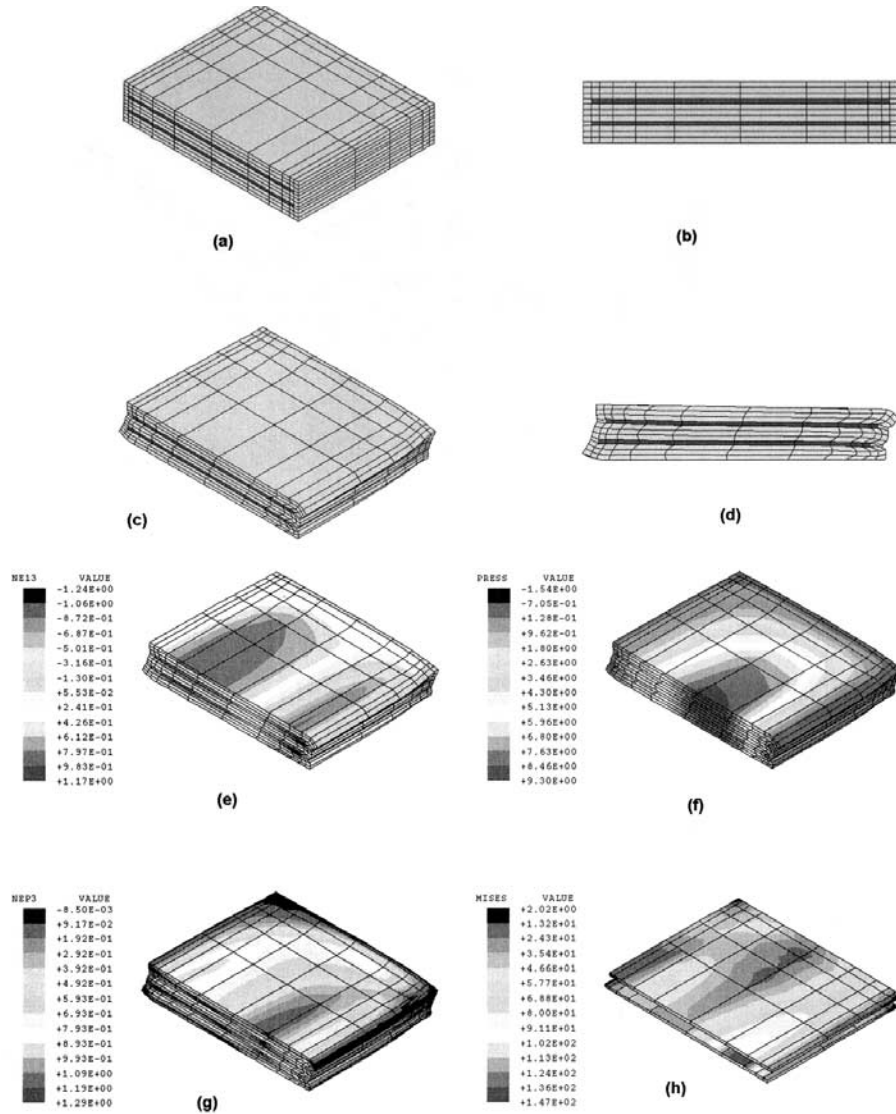 (a)
(b)
(c)
(d)
NE13 VALUE
-1.24E+00
-1.06E+00
-8.72E-01
-6.87E-01
-5.01E-01
-3.16E-01
-1.30E-01
+5.53E-02
+2.41E-01
+4.26E-01
+6.12E-01
+7.97E-01
+9.83E-01
+1.17E+00
(e)
PRESS VALUE
-1.54E+00
-7.05E-01
+1.28E-01
+9.62E-01
+1.80E+00
+2.63E+00
+3.46E+00
+4.30E+00
+5.13E+00
+5.96E+00
+6.80E+00
+7.63E+00
+8.46E+00
+9.30E+00
(f)
NEP3 VALUE
-8.50E-03
+9.17E-02
+1.92E-01
+2.92E-01
+3.92E-01
+4.92E-01
+5.93E-01
+6.93E-01
+7.93E-01
+8.93E-01
+9.93E-01
+1.09E+00
+1.19E+00
+1.29E+00
(g)
MISES VALUE
+2.02E+00
+1.32E+01
+2.43E+01
+3.54E+01
+4.66E+01
+5.77E+01
+6.88E+01
+8.00E+01
+9.11E+01
+1.02E+02
+1.13E+02
+1.24E+02
+1.36E+02
+1.47E+02
(h)